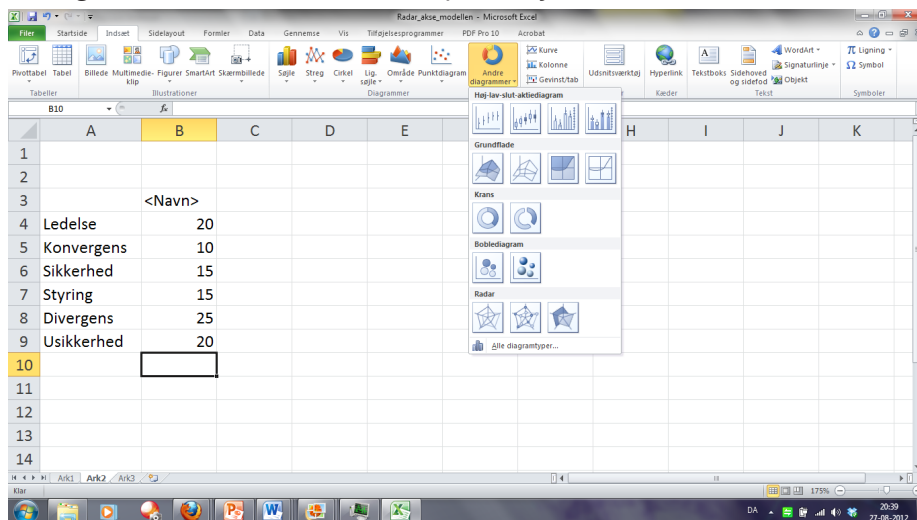 Radar_akse_modellen - Microsoft Excel
Filer Startside Indsæt Sidelayout Formler Data Gennemse Vis Tilføjelsesprogrammer PDF Pro 10 Acrobat
Pivottabel Tabel Billede Multimedie-klip Figurer SmartArt Skærmbillede Søjle Streg Cirkel Lig. søjle Område Punktdiagram Andre diagrammer Kurve Kolonne Gevinst/tab Udsnitsværktøj Hyperlink Tekstboks Sidehoved og sidefod WordArt Signaturlinje Objekt Ligning Symbol
Tabeller Illustrationer Diagrammer Kæder Tekst Symboler
B10 fx
Høj-lav-slut-aktiediagram
Grundflade
Krans
Boblediagram
Radar
Alle diagramtyper...
A B C D E H I J K
1
2
3 <Navn>
4 Ledelse 20
5 Konvergens 10
6 Sikkerhed 15
7 Styring 15
8 Divergens 25
9 Usikkerhed 20
10
11
12
13
14
Ark1 Ark2 Ark3
Klar 175%
DA 20:39
27-08-2012